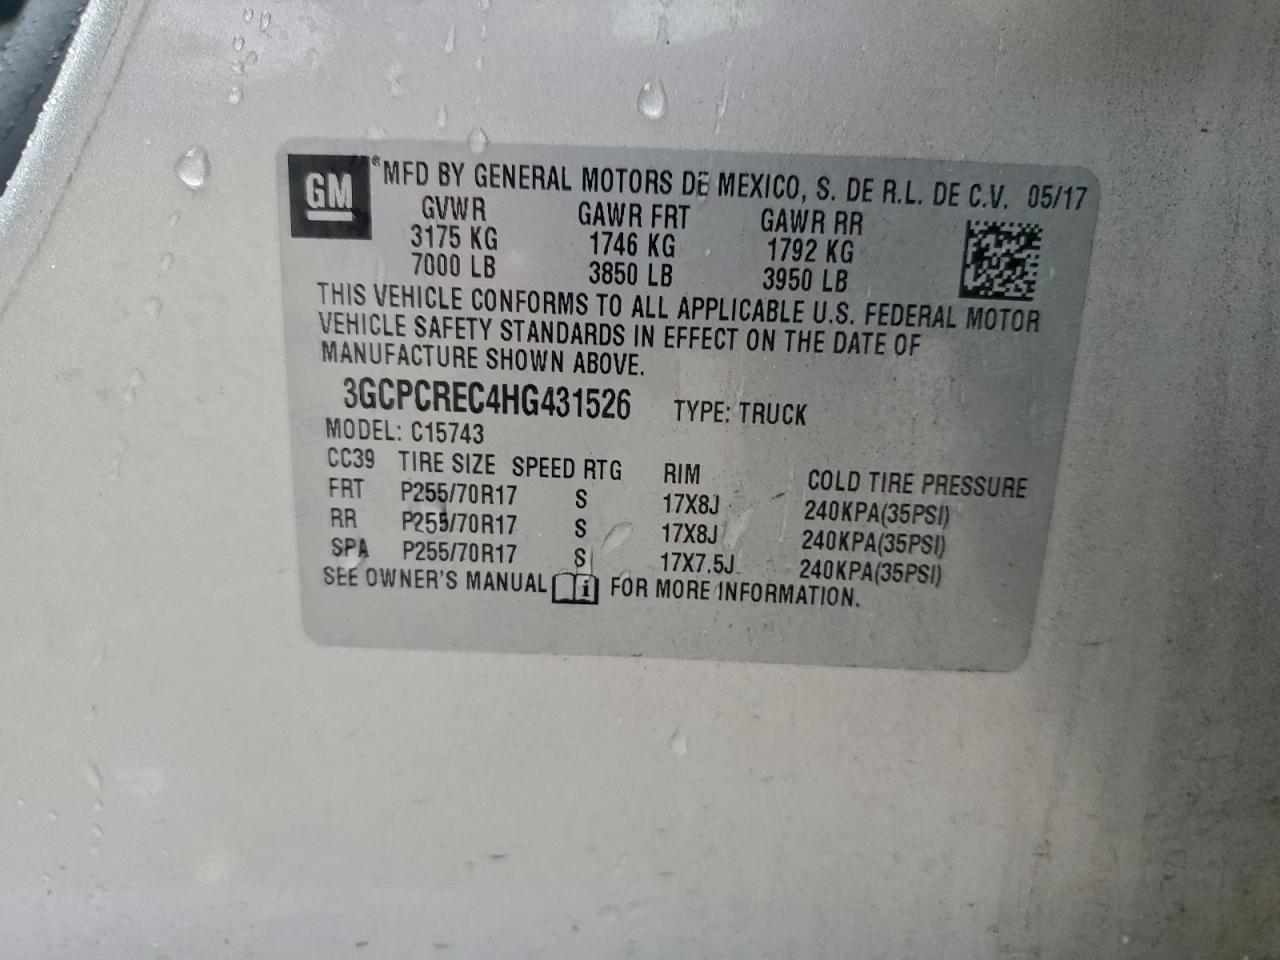 GM ®MFD BY GENERAL MOTORS DE MEXICO, S. DE R.L. DE C.V. 05/17
GVWR GAWR FRT GAWR RR
3175 KG 1746 KG 1792 KG
7000 LB 3850 LB 3950 LB
THIS VEHICLE CONFORMS TO ALL APPLICABLE U.S. FEDERAL MOTOR
VEHICLE SAFETY STANDARDS IN EFFECT ON THE DATE OF
MANUFACTURE SHOWN ABOVE.
3GCPCREC4HG431526 TYPE: TRUCK
MODEL: C15743
CC39 TIRE SIZE SPEED RTG RIM COLD TIRE PRESSURE
FRT P255/70R17 S 17X8J 240KPA(35PSI)
RR P255/70R17 S 17X8J 240KPA(35PSI)
SPA P255/70R17 S 17X7.5J 240KPA(35PSI)
SEE OWNER'S MANUAL i FOR MORE INFORMATION.